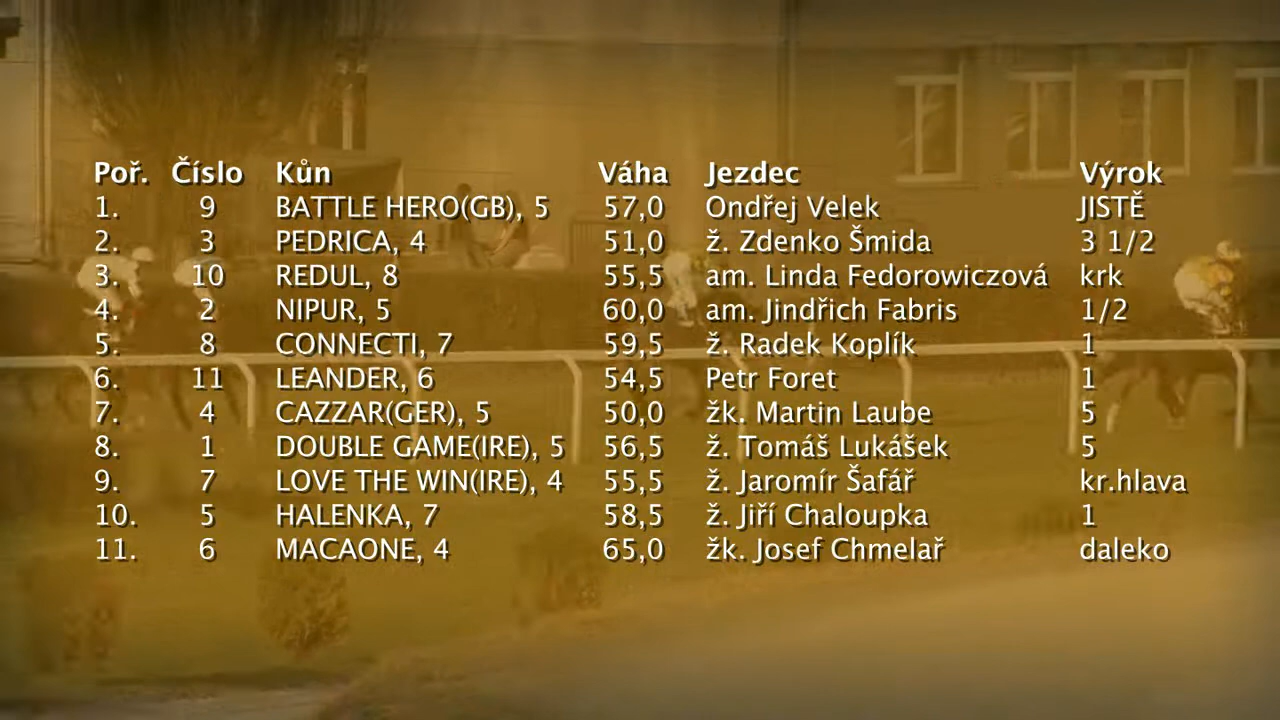 Poř. Číslo Kůn Váha Jezdec Výrok
1. 9 BATTLE HERO(GB), 5 57,0 Ondřej Velek JISTĚ
2. 3 PEDRICA, 4 51,0 ž. Zdenko Šmida 3 1/2
3. 10 REDUL, 8 55,5 am. Linda Fedorowiczová krk
4. 2 NIPUR, 5 60,0 am. Jindřich Fabris 1/2
5. 8 CONNECTI, 7 59,5 ž. Radek Koplík 1
6. 11 LEANDER, 6 54,5 Petr Foret 1
7. 4 CAZZAR(GER), 5 50,0 žk. Martin Laube 5
8. 1 DOUBLE GAME(IRE), 5 56,5 ž. Tomáš Lukášek 5
9. 7 LOVE THE WIN(IRE), 4 55,5 ž. Jaromír Šafář kr.hlava
10. 5 HALENKA, 7 58,5 ž. Jiří Chaloupka 1
11. 6 MACAONE, 4 65,0 žk. Josef Chmelař daleko